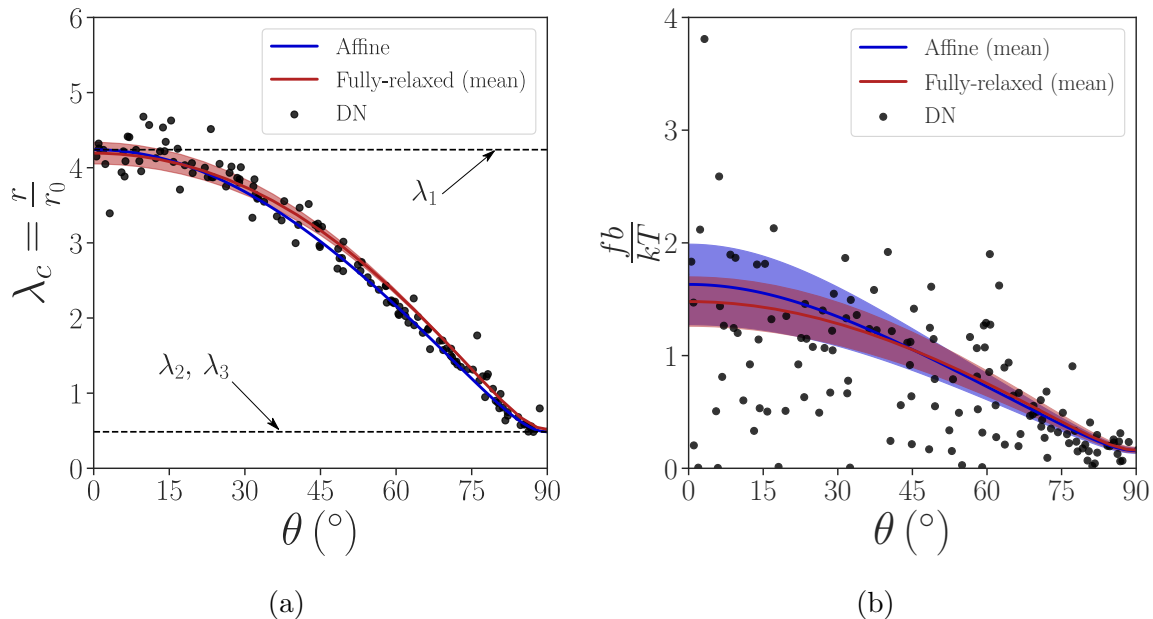 6
5
4
3
2
1
0
0
15
30
45
60
75
90
λc = r/r0
θ (°)
Affine
Fully-relaxed (mean)
DN
λ1
λ2, λ3
(a)
4
3
2
1
0
0
15
30
45
60
75
90
fb/kT
θ (°)
Affine (mean)
Fully-relaxed (mean)
DN
(b)